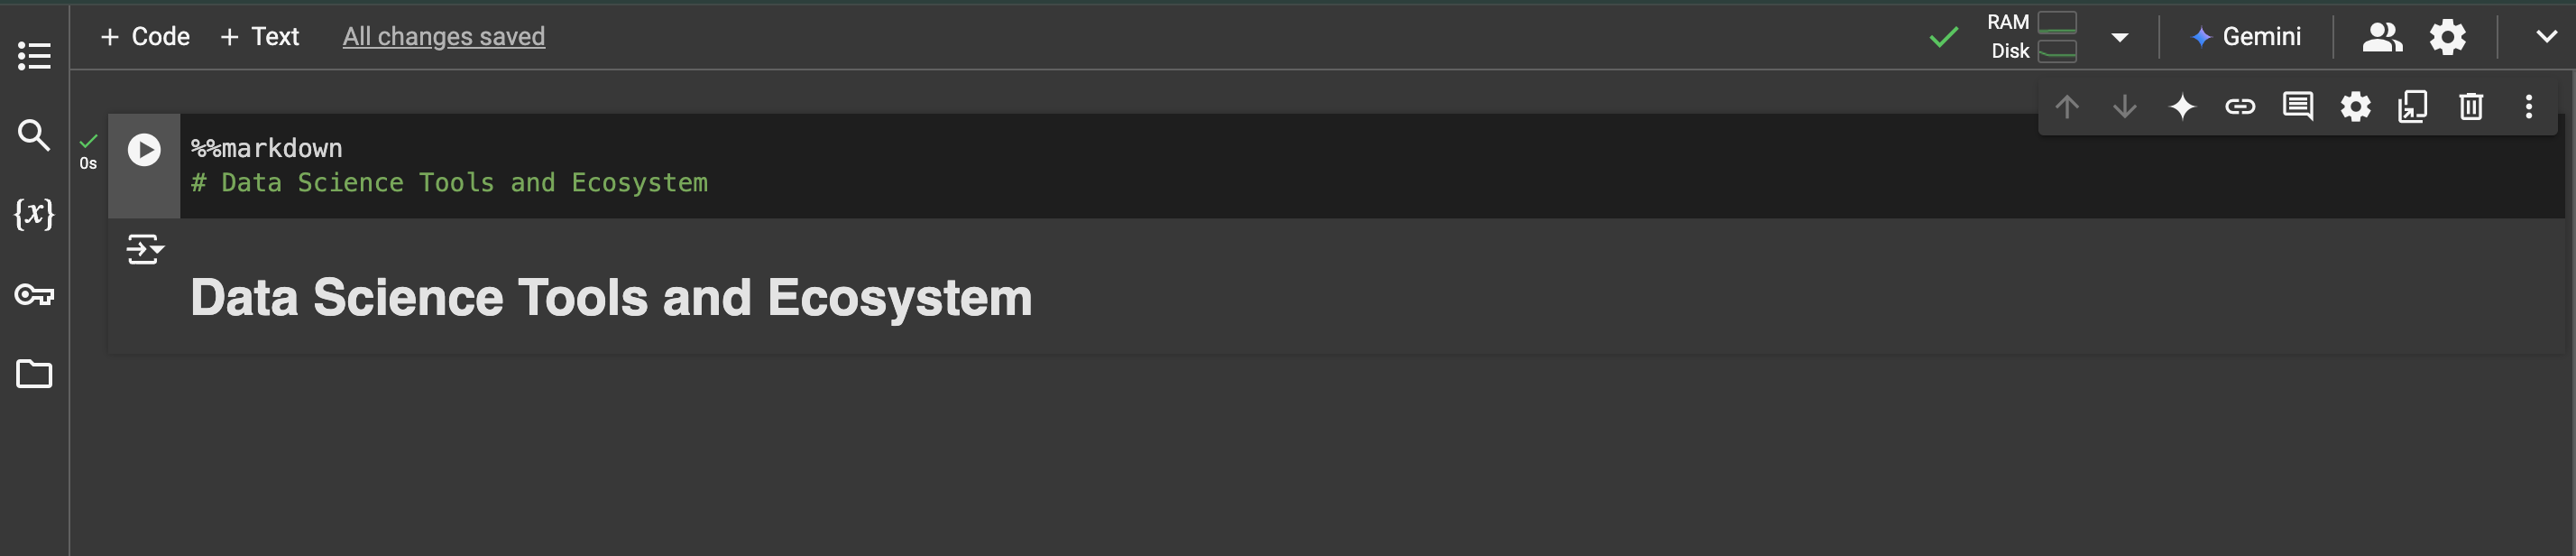 + Code + Text All changes saved
RAM
Disk
Gemini
0s
%%markdown
# Data Science Tools and Ecosystem
{x}
Data Science Tools and Ecosystem